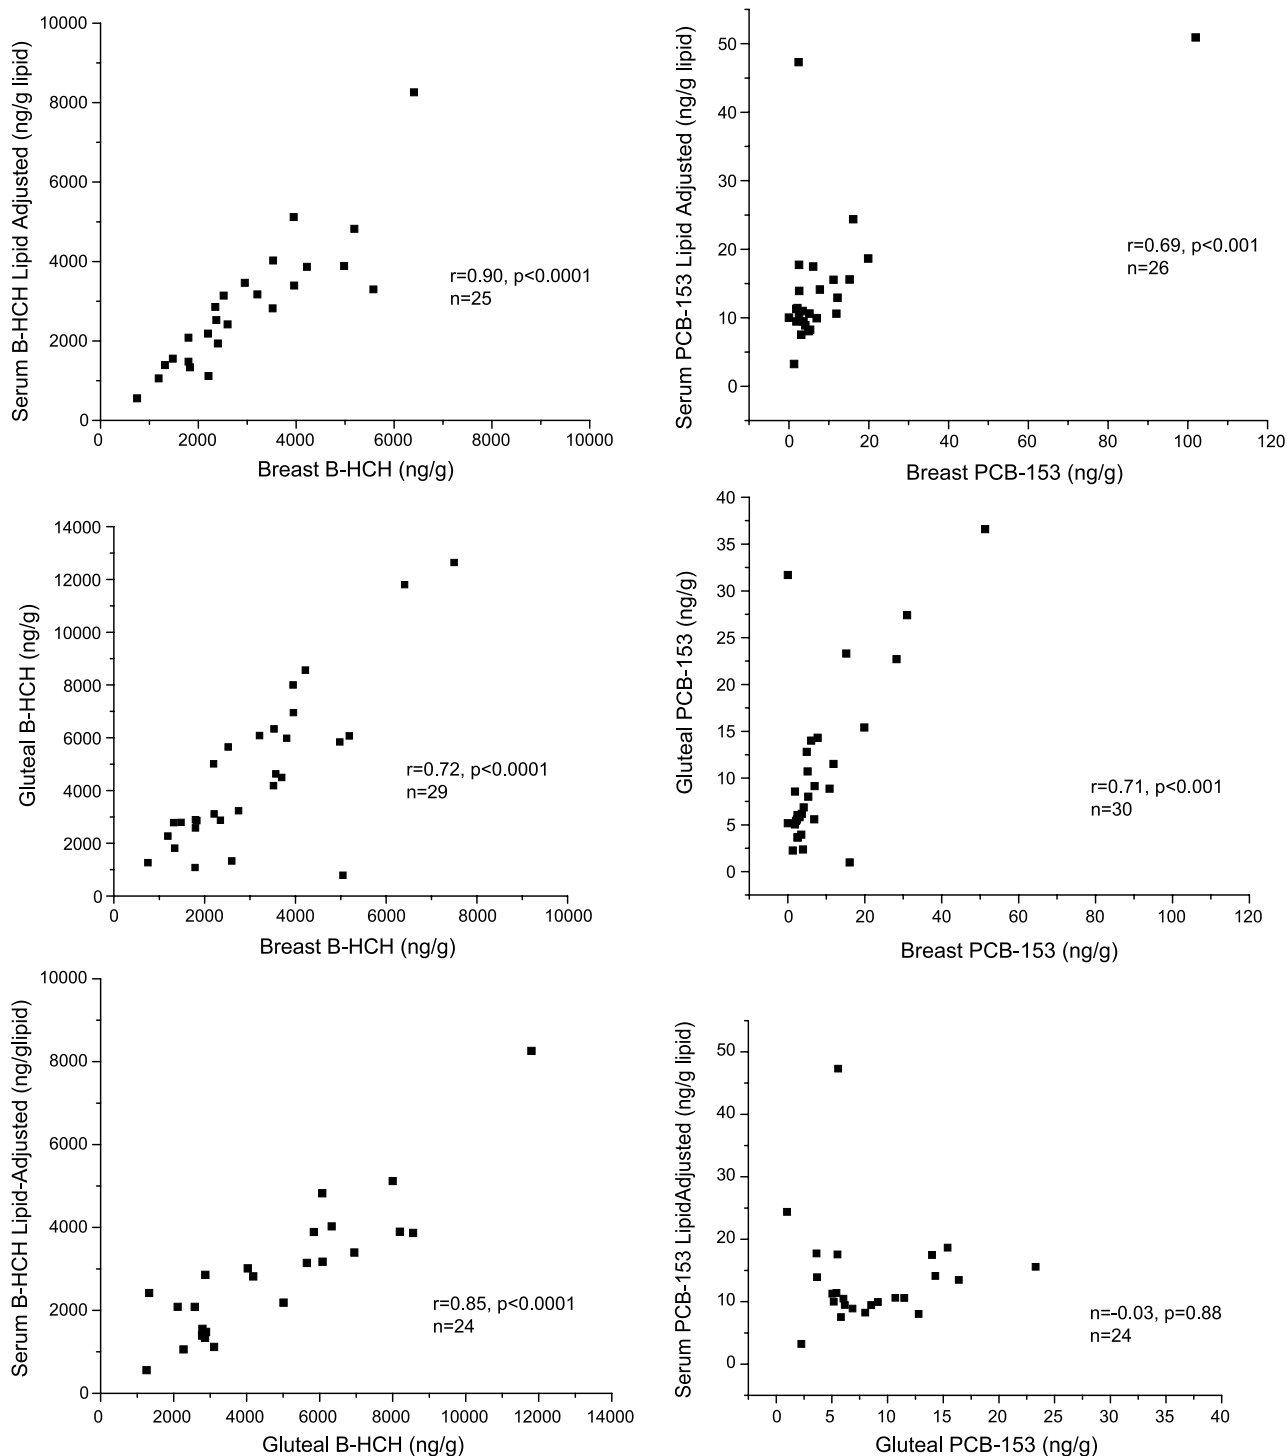 10000
8000
6000
4000
2000
0
Serum B-HCH Lipid Adjusted (ng/g lipid)
r=0.90, p<0.0001
n=25
0 2000 4000 6000 8000 10000
Breast B-HCH (ng/g)
50
40
30
20
10
0
Serum PCB-153 Lipid Adjusted (ng/g lipid)
r=0.69, p<0.001
n=26
0 20 40 60 80 100 120
Breast PCB-153 (ng/g)
14000
12000
10000
8000
6000
4000
2000
0
Gluteal B-HCH (ng/g)
r=0.72, p<0.0001
n=29
0 2000 4000 6000 8000 10000
Breast B-HCH (ng/g)
40
35
30
25
20
15
10
5
0
Gluteal PCB-153 (ng/g)
r=0.71, p<0.001
n=30
0 20 40 60 80 100 120
Breast PCB-153 (ng/g)
10000
8000
6000
4000
2000
0
Serum B-HCH Lipid-Adjusted (ng/glipid)
r=0.85, p<0.0001
n=24
0 2000 4000 6000 8000 10000 12000 14000
Gluteal B-HCH (ng/g)
50
40
30
20
10
0
Serum PCB-153 LipidAdjusted (ng/g lipid)
n=-0.03, p=0.88
n=24
0 5 10 15 20 25 30 35 40
Gluteal PCB-153 (ng/g)